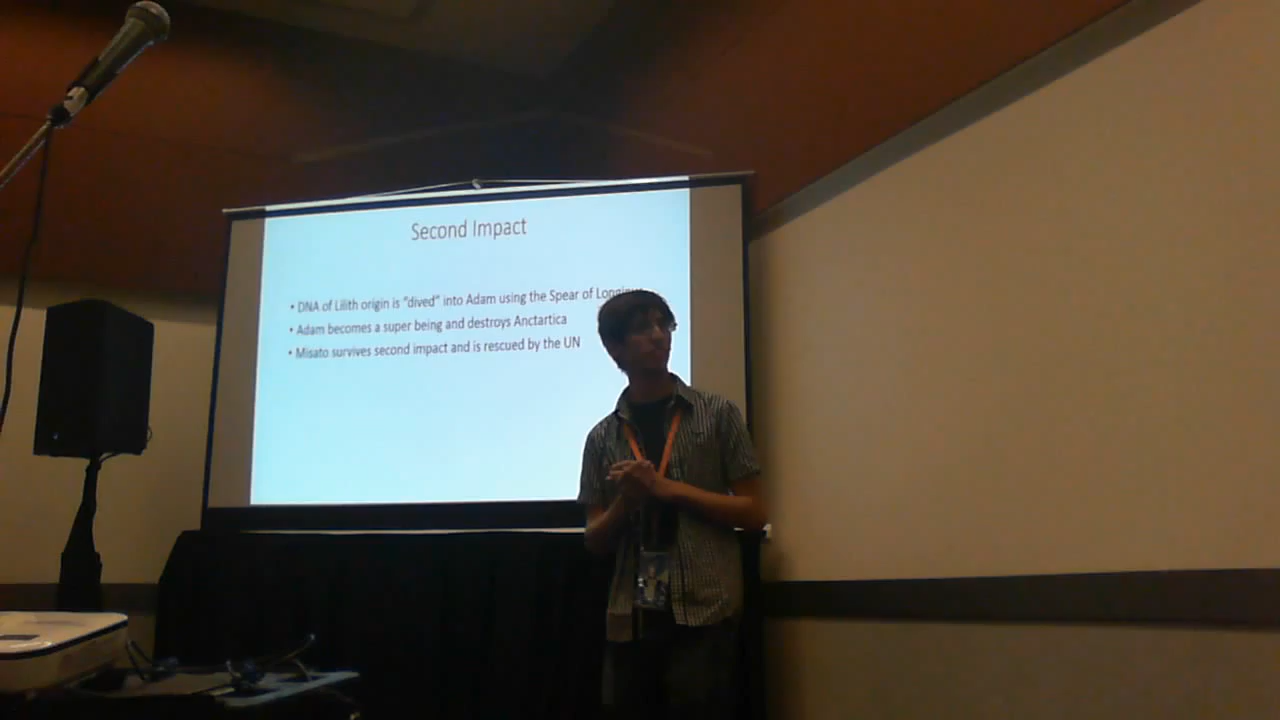 Second Impact
• DNA of Lilith origin is “dived” into Adam using the Spear of
• Adam becomes a super being and destroys Anctartica
• Misato survives second impact and is rescued by the UN